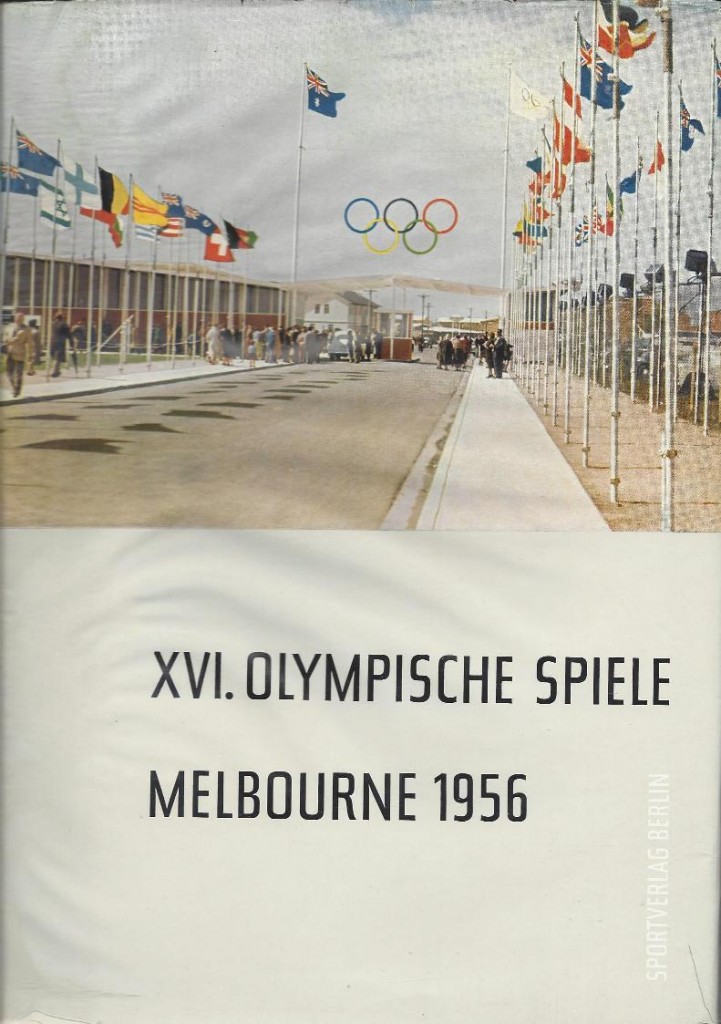 XVI. OLYMPISCHE SPIELE
MELBOURNE 1956
SPORTVERLAG BERLIN